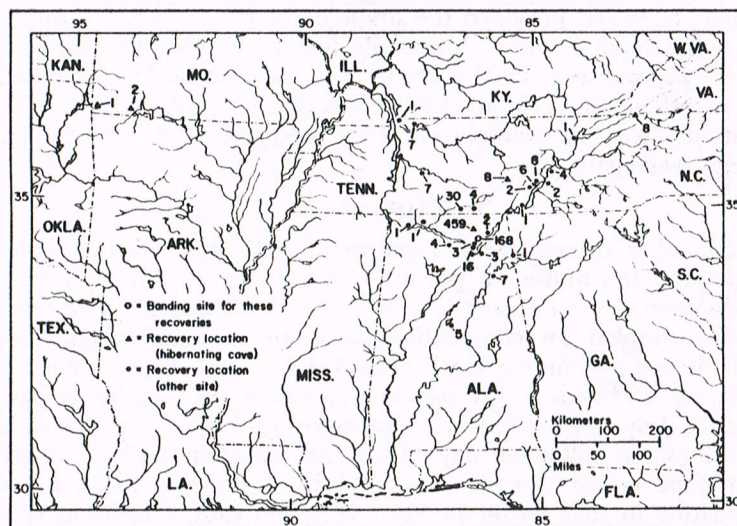 90
85
KAN.
MO.
ILL.
W. VA.
KY.
VA.
1
2
1
7
1
8
7
8
6
8
4
2
2
35
TENN.
30
4
N.C.
35
OKLA.
ARK.
459
2
1
1
1
4
3
168
3
1
16
7
S.C.
o = Banding site for these
recoveries
▲ = Recovery location
(hibernating cave)
• = Recovery location
(other site)
TEX.
MISS.
ALA.
GA.
Kilometers
0 100 200
0 50 100
Miles
30
LA.
FLA.
30
90
85